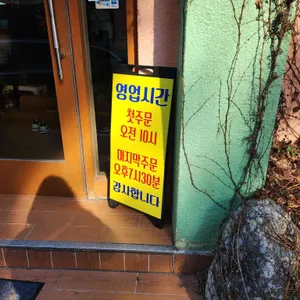 영업시간
첫주문
오전 10시
마지막주문
오후7시30분
감사합니다